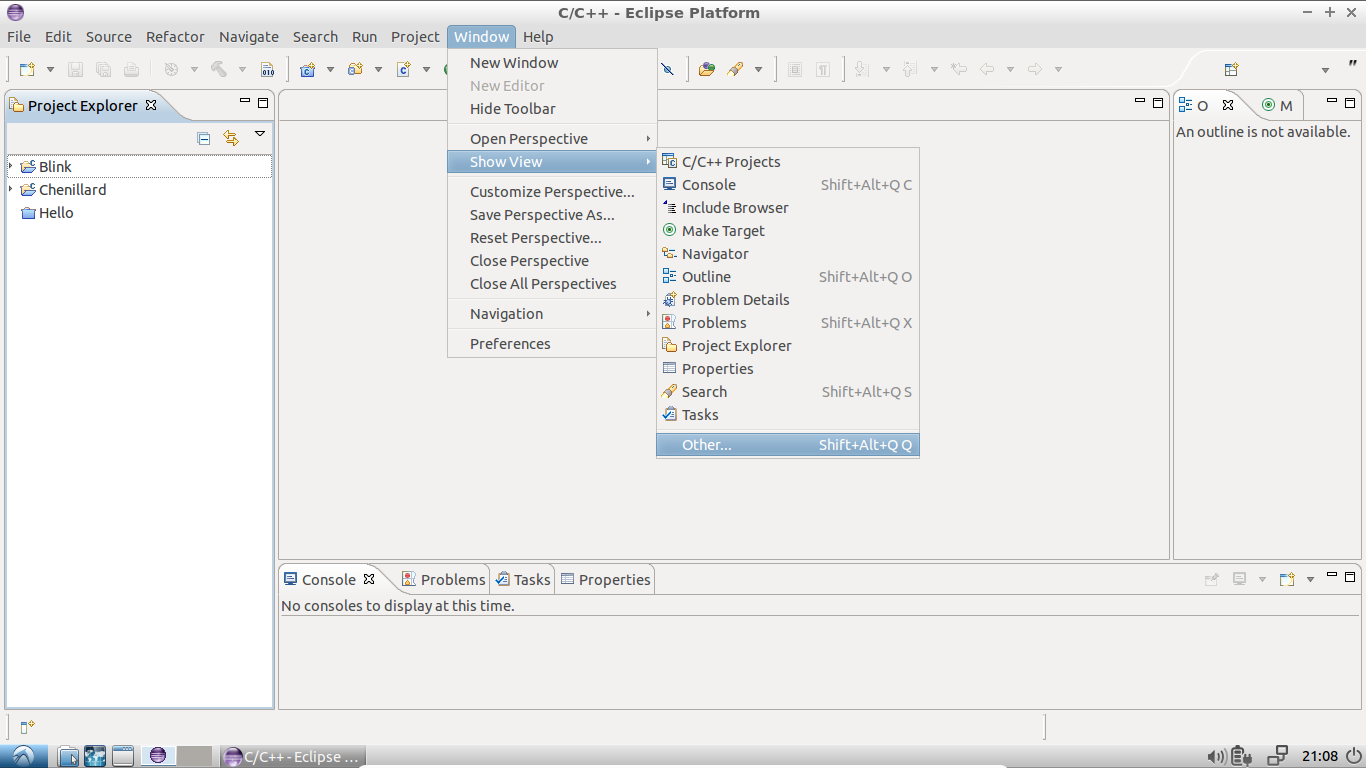 C/C++ - Eclipse Platform
File Edit Source Refactor Navigate Search Run Project Window Help
New Window
New Editor
Hide Toolbar
Open Perspective
Show View
Customize Perspective...
Save Perspective As...
Reset Perspective...
Close Perspective
Close All Perspectives
Navigation
Preferences
C/C++ Projects
Console Shift+Alt+Q C
Include Browser
Make Target
Navigator
Outline Shift+Alt+Q O
Problem Details
Problems Shift+Alt+Q X
Project Explorer
Properties
Search Shift+Alt+Q S
Tasks
Other... Shift+Alt+Q Q
Project Explorer
Blink
Chenillard
Hello
O M
An outline is not available.
Console Problems Tasks Properties
No consoles to display at this time.
C/C++ - Eclipse ...
21:08